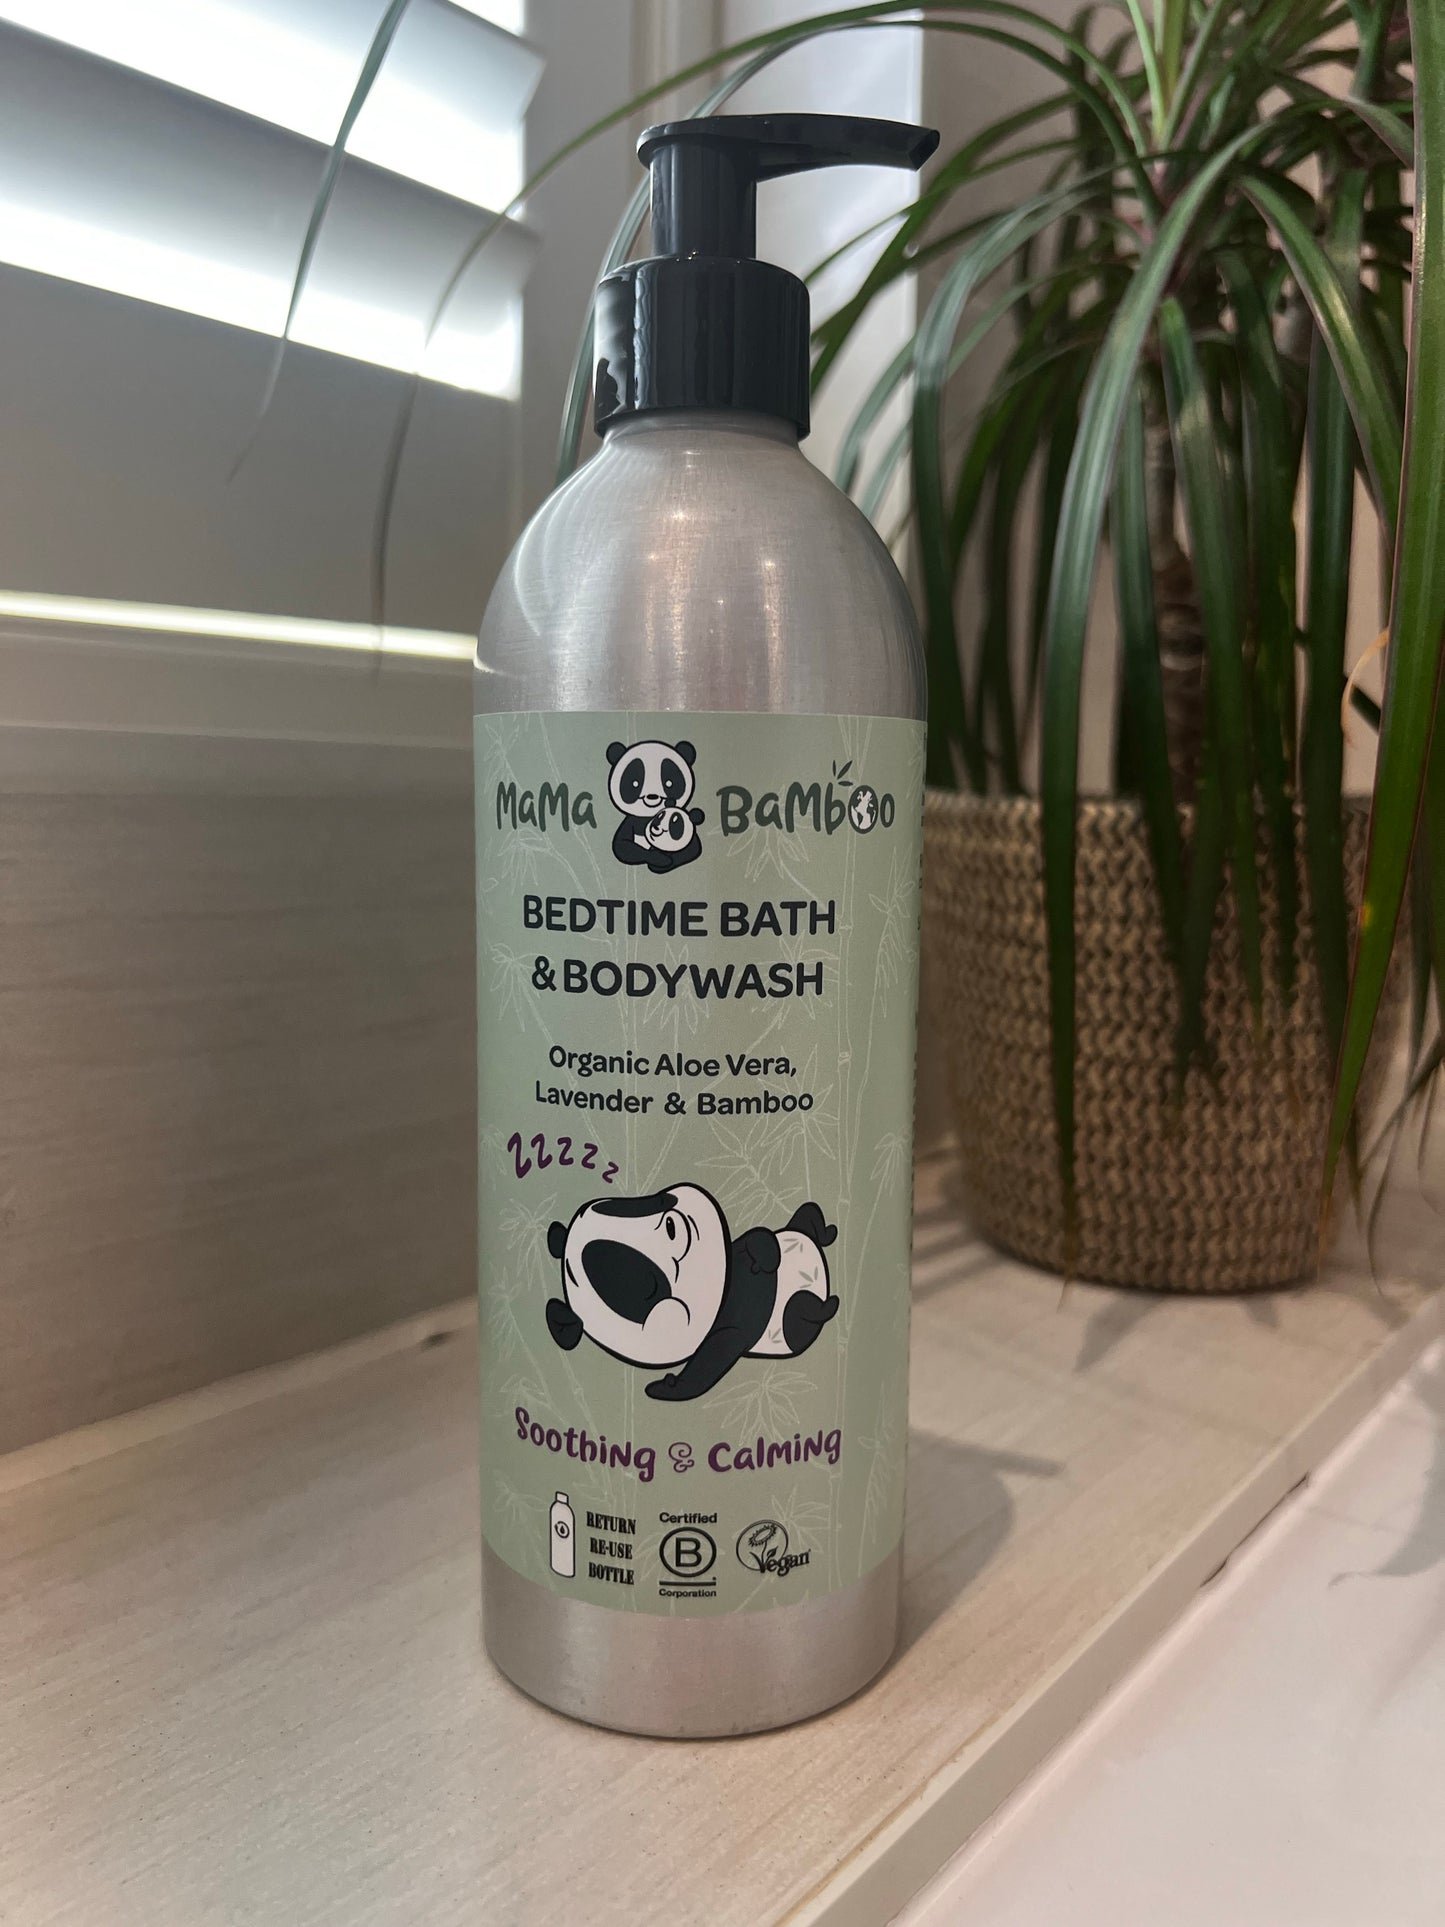 MaMa BaMboo
BEDTIME BATH
& BODYWASH
Organic Aloe Vera,
Lavender & Bamboo
zzzzz
Soothing & Calming
RETURN
RE-USE
BOTTLE
Certified
B
Corporation
Vegan